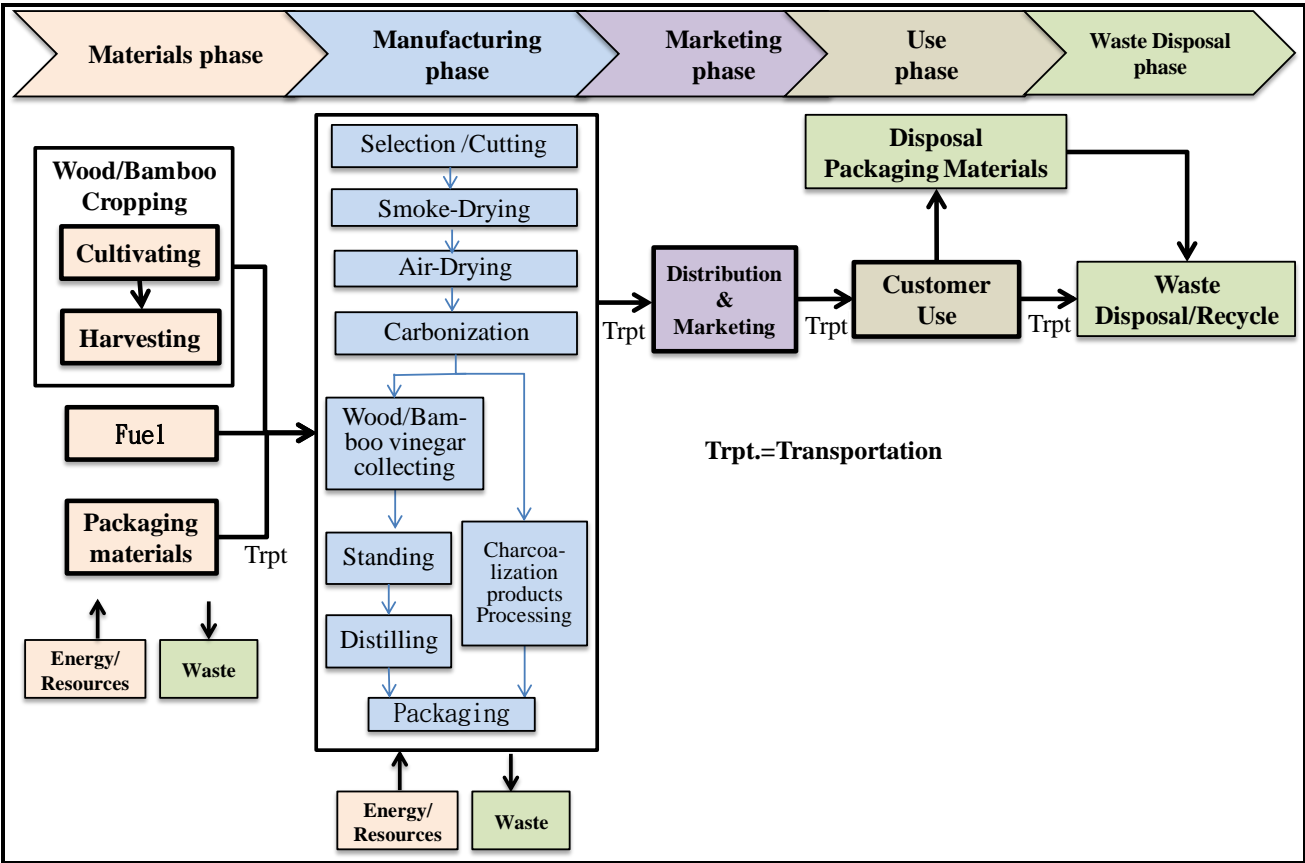 Materials phase
Manufacturing
phase
Marketing
phase
Use
phase
Waste Disposal
phase
Wood/Bamboo
Cropping
Cultivating
Harvesting
Fuel
Packaging
materials
Trpt
Energy/
Resources
Waste
Selection /Cutting
Smoke-Drying
Air-Drying
Carbonization
Wood/Bam-
boo vinegar
collecting
Standing
Distilling
Charcoa-
lization
products
Processing
Packaging
Energy/
Resources
Waste
Trpt
Distribution
&
Marketing
Trpt
Customer
Use
Disposal
Packaging Materials
Trpt
Waste
Disposal/Recycle
Trpt.=Transportation